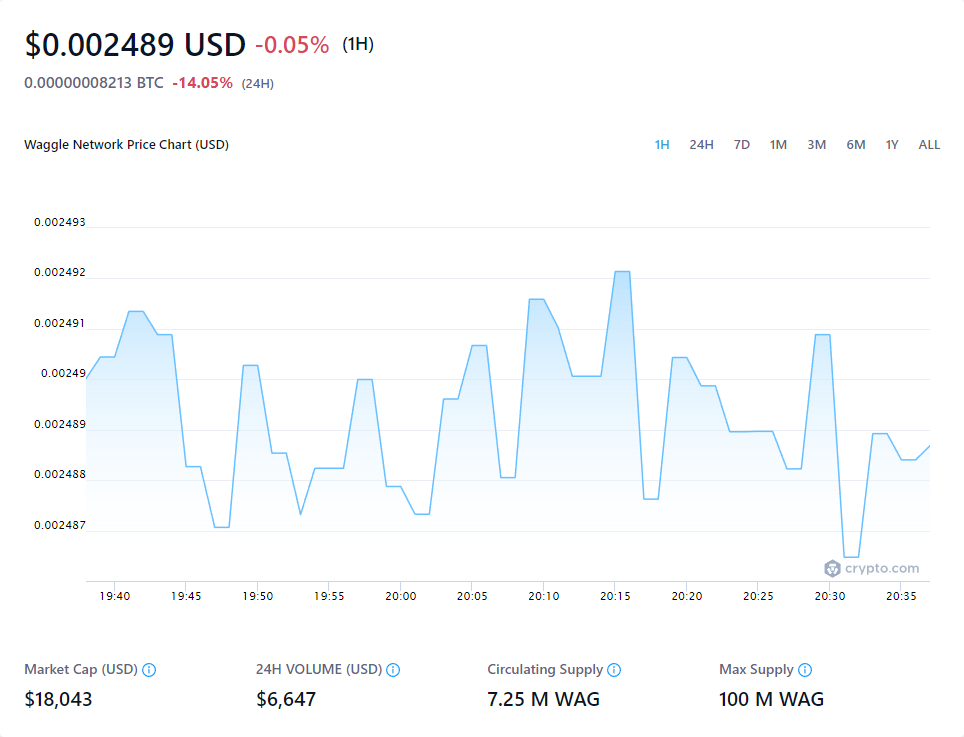 $0.002489 USD -0.05% (1H)
0.00000008213 BTC -14.05% (24H)
Waggle Network Price Chart (USD) 1H 24H 7D 1M 3M 6M 1Y ALL
0.002493
0.002492
0.002491
0.00249
0.002489
0.002488
0.002487
crypto.com
19:40 19:45 19:50 19:55 20:00 20:05 20:10 20:15 20:20 20:25 20:30 20:35
Market Cap (USD) 24H VOLUME (USD) Circulating Supply Max Supply
$18,043 $6,647 7.25 M WAG 100 M WAG